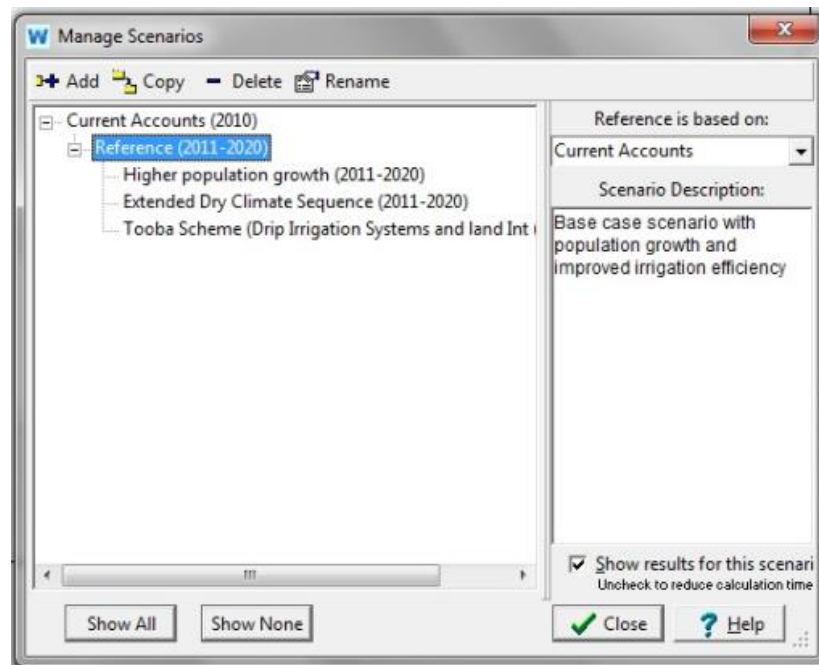 W Manage Scenarios
Add Copy Delete Rename
Current Accounts (2010)
Reference (2011-2020)
Higher population growth (2011-2020)
Extended Dry Climate Sequence (2011-2020)
Tooba Scheme (Drip Irrigation Systems and land Int (
Reference is based on:
Current Accounts
Scenario Description:
Base case scenario with
population growth and
improved irrigation efficiency
Show results for this scenari
Uncheck to reduce calculation time
Show All Show None
Close ? Help